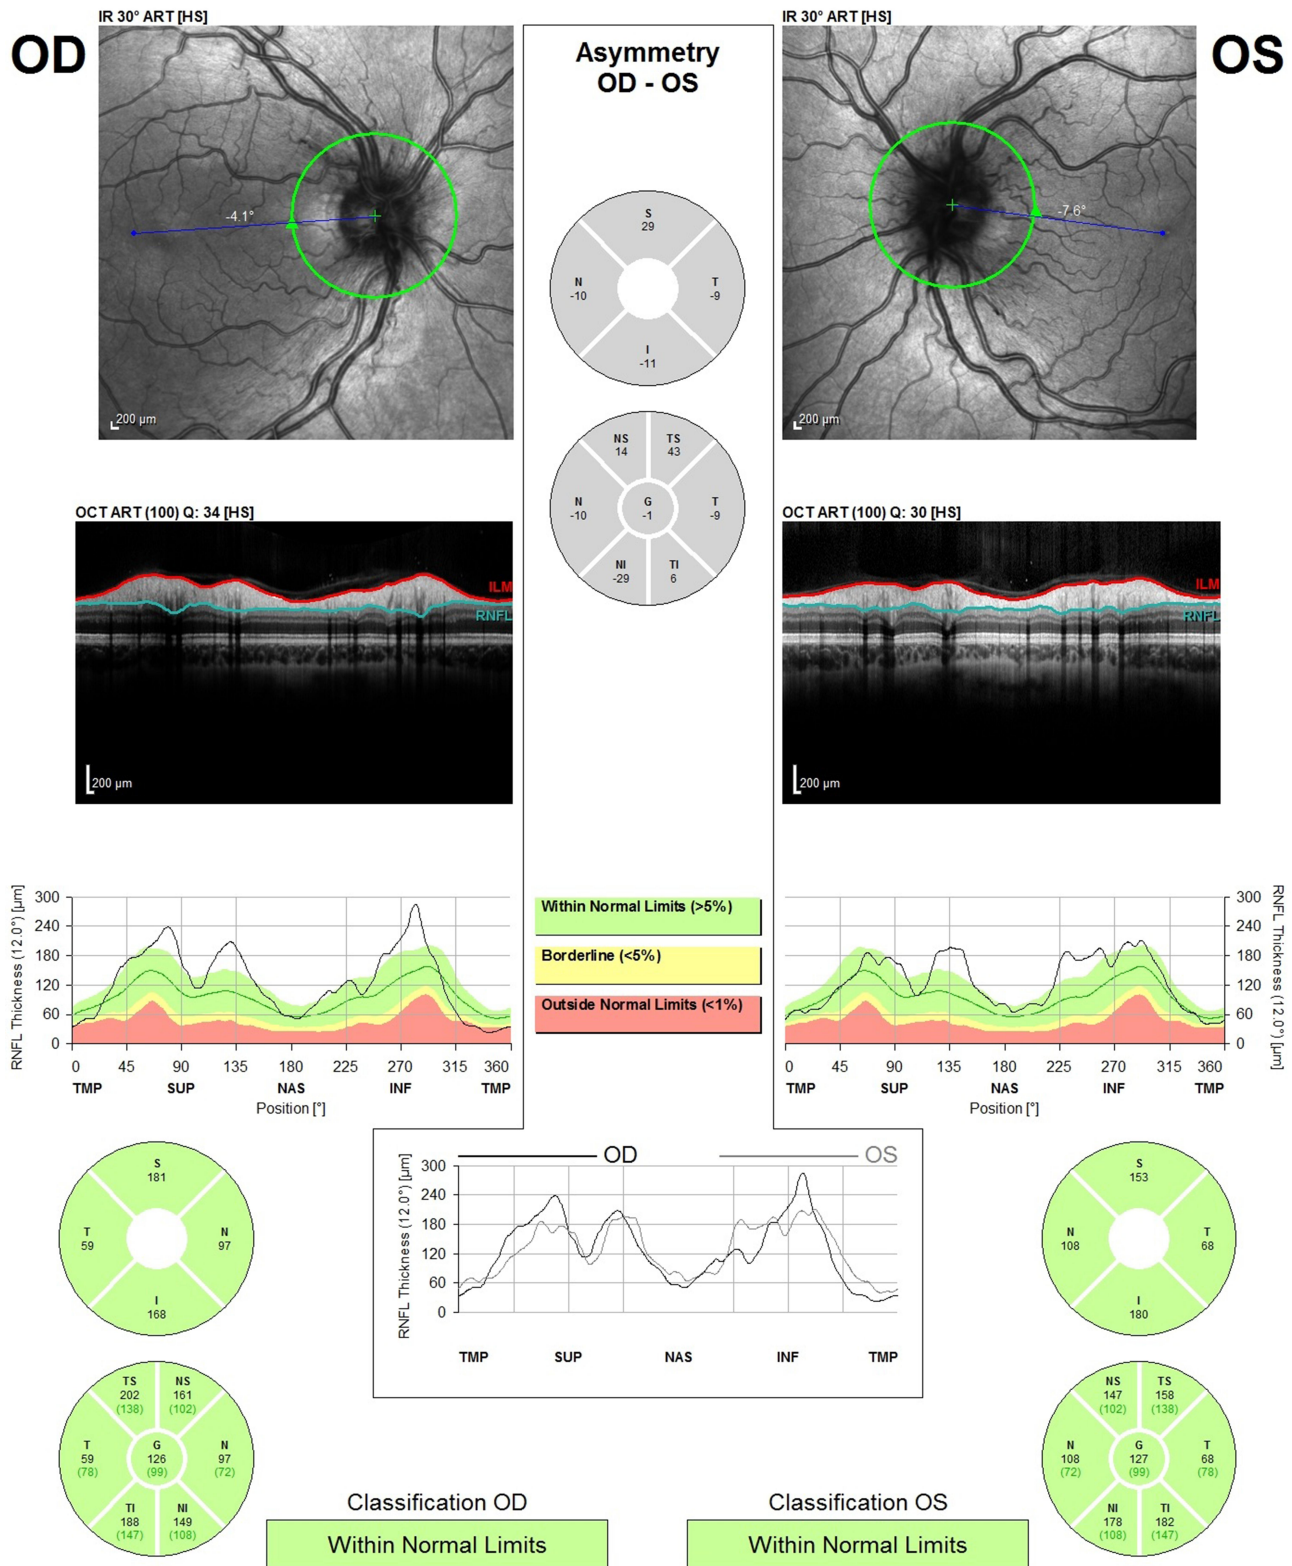 IR 30° ART [HS]
OD
-4.1°
200 µm
Asymmetry
OD - OS
IR 30° ART [HS]
OS
-7.6°
200 µm
S
29
N
-10
T
-9
I
-11
NS
14
TS
43
N
-10
G
-1
T
-9
NI
-29
TI
6
OCT ART (100) Q: 34 [HS]
ILM
RNFL
200 µm
OCT ART (100) Q: 30 [HS]
ILM
RNFL
200 µm
RNFL Thickness (12.0°) [µm]
300
240
180
120
60
0
0 45 90 135 180 225 270 315 360
TMP SUP NAS INF TMP
Position [°]
Within Normal Limits (>5%)
Borderline (<5%)
Outside Normal Limits (<1%)
300
240
180
120
60
0
RNFL Thickness (12.0°) [µm]
0 45 90 135 180 225 270 315 360
TMP SUP NAS INF TMP
Position [°]
S
181
T
59
N
97
I
168
OD OS
RNFL Thickness (12.0°) [µm]
300
240
180
120
60
0
TMP SUP NAS INF TMP
S
153
N
108
T
68
I
180
TS
202
(138)
NS
161
(102)
T
59
(78)
G
126
(99)
N
97
(72)
TI
188
(147)
NI
149
(108)
NS
147
(102)
TS
158
(138)
N
108
(72)
G
127
(99)
T
68
(78)
NI
178
(108)
TI
182
(147)
Classification OD
Within Normal Limits
Classification OS
Within Normal Limits